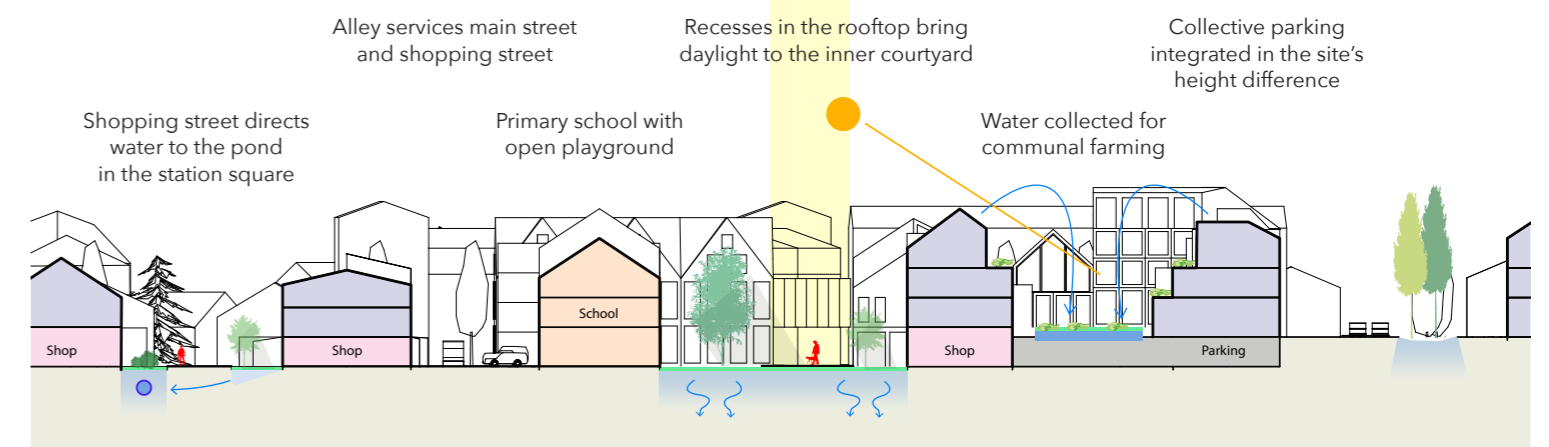 Alley services main street
and shopping street
Recesses in the rooftop bring
daylight to the inner courtyard
Collective parking
integrated in the site's
height difference
Shopping street directs
water to the pond
in the station square
Primary school with
open playground
Water collected for
communal farming
School
Shop
Shop
Shop
Parking